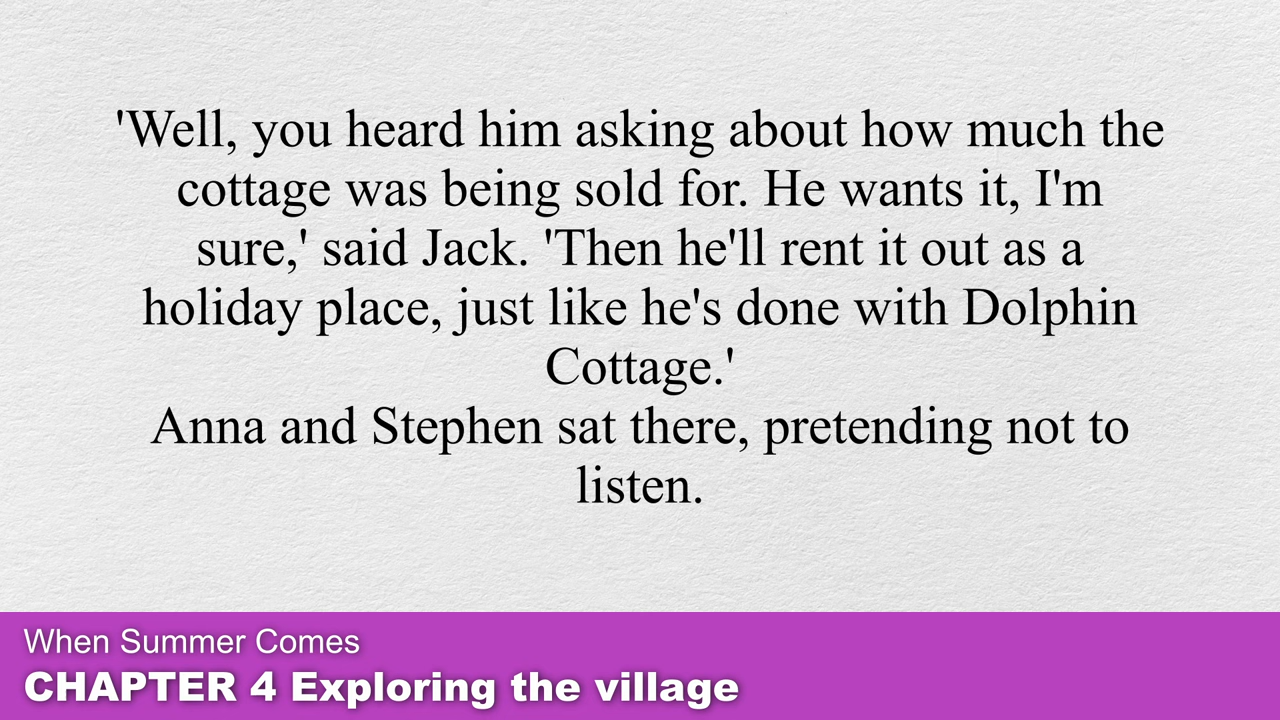 'Well, you heard him asking about how much the
cottage was being sold for. He wants it, I'm
sure,' said Jack. 'Then he'll rent it out as a
holiday place, just like he's done with Dolphin
Cottage.'
Anna and Stephen sat there, pretending not to
listen.
When Summer Comes
CHAPTER 4 Exploring the village